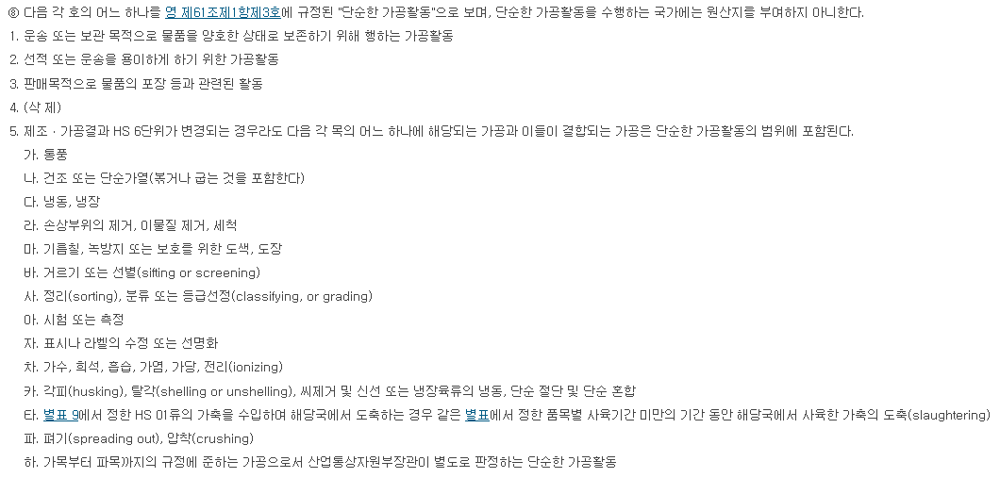 ⑧ 다음 각 호의 어느 하나를 영 제61조제1항제3호에 규정된 "단순한 가공활동"으로 보며, 단순한 가공활동을 수행하는 국가에는 원산지를 부여하지 아니한다.
1. 운송 또는 보관 목적으로 물품을 양호한 상태로 보존하기 위해 행하는 가공활동
2. 선적 또는 운송을 용이하게 하기 위한 가공활동
3. 판매목적으로 물품의 포장 등과 관련된 활동
4. (삭 제)
5. 제조ㆍ가공결과 HS 6단위가 변경되는 경우라도 다음 각 목의 어느 하나에 해당되는 가공과 이들이 결합되는 가공은 단순한 가공활동의 범위에 포함된다.
가. 통풍
나. 건조 또는 단순가열(볶거나 굽는 것을 포함한다)
다. 냉동, 냉장
라. 손상부위의 제거, 이물질 제거, 세척
마. 기름칠, 녹방지 또는 보호를 위한 도색, 도장
바. 거르기 또는 선별(sifting or screening)
사. 정리(sorting), 분류 또는 등급선정(classifying, or grading)
아. 시험 또는 측정
자. 표시나 라벨의 수정 또는 선명화
차. 가수, 희석, 흡습, 가염, 가당, 전리(ionizing)
카. 각피(husking), 탈각(shelling or unshelling), 씨제거 및 신선 또는 냉장육류의 냉동, 단순 절단 및 단순 혼합
타. 별표 9에서 정한 HS 01류의 가축을 수입하여 해당국에서 도축하는 경우 같은 별표에서 정한 품목별 사육기간 미만의 기간 동안 해당국에서 사육한 가축의 도축(slaughtering)
파. 펴기(spreading out), 압착(crushing)
하. 가목부터 파목까지의 규정에 준하는 가공으로서 산업통상자원부장관이 별도로 판정하는 단순한 가공활동